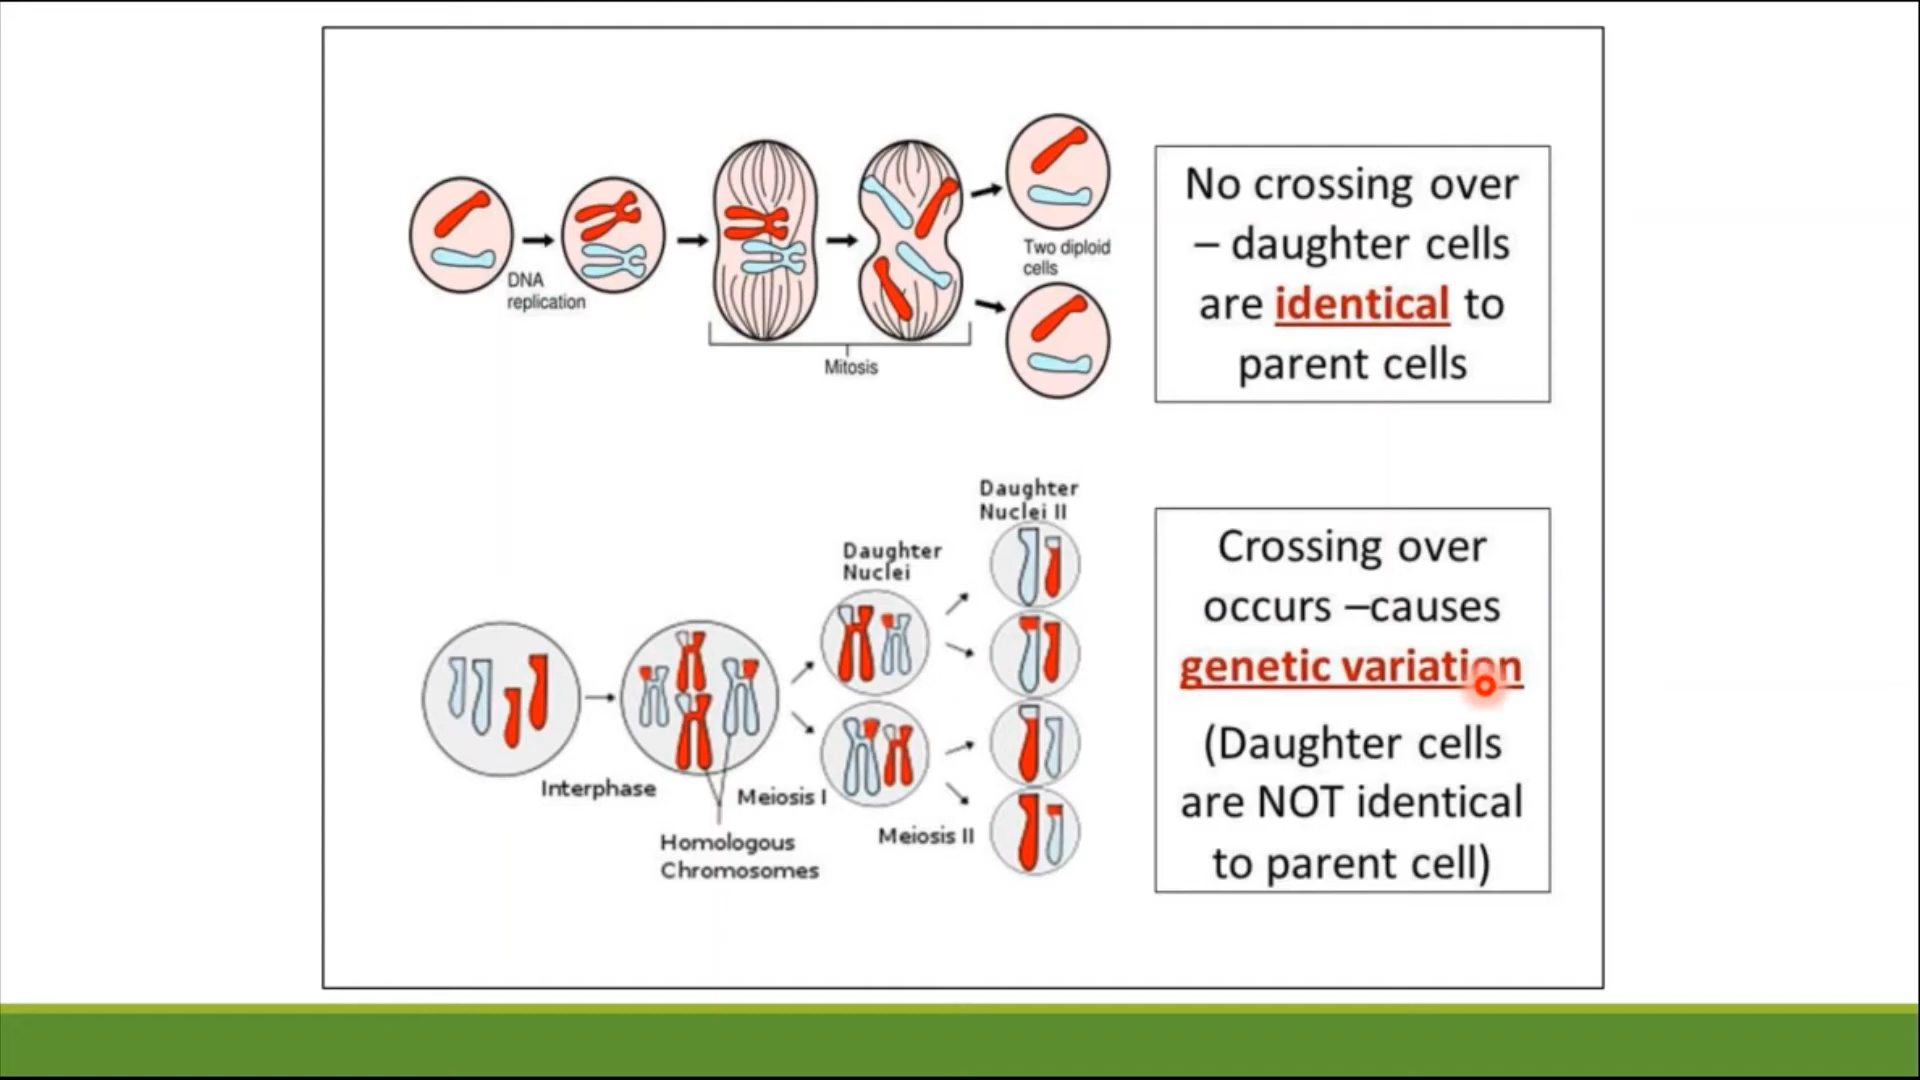 DNA
replication
Mitosis
Two diploid
cells
No crossing over
– daughter cells
are identical to
parent cells
Interphase
Homologous
Chromosomes
Meiosis I
Daughter
Nuclei
Meiosis II
Daughter
Nuclei II
Crossing over
occurs –causes
genetic variation
(Daughter cells
are NOT identical
to parent cell)